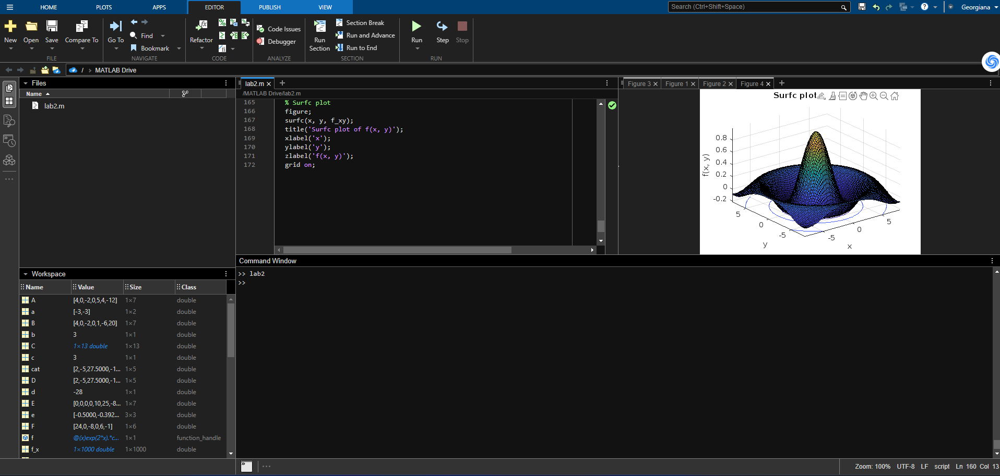 HOME PLOTS APPS EDITOR PUBLISH VIEW Search (Ctrl+Shift+Space) Georgiana
New Open Save Compare To
FILE
Go To Find Bookmark
NAVIGATE
Refactor
CODE
Code Issues
Debugger
ANALYZE
Run Section
Section Break
Run and Advance
Run to End
SECTION
Run Step Stop
RUN
/ > MATLAB Drive
Files
Name
lab2.m
lab2.m
/MATLAB Drive/lab2.m
165 % Surfc plot
166 figure;
167 surfc(x, y, f_xy);
168 title('Surfc plot of f(x, y)');
169 xlabel('x');
170 ylabel('y');
171 zlabel('f(x, y)');
172 grid on;
Figure 3 Figure 1 Figure 2 Figure 4
Surfc plot
0.8
0.6
0.4
0.2
0
-0.2
f(x, y)
5
0
-5
y
-5
0
5
x
Workspace
Name Value Size Class
A [4,0,-2,0,5,4,-12] 1×7 double
a [-3,-3] 1×2 double
B [4,0,-2,0,1,-6,20] 1×7 double
b 3 1×1 double
C 1×13 double 1×13 double
c 3 1×1 double
cat [2,-5,27.5000,-1... 1×5 double
D [2,-5,27.5000,-1... 1×5 double
d -28 1×1 double
E [0,0,0,0,10,25,-8... 1×7 double
e [-0.5000,-0.392... 3×3 double
F [24,0,-8,0,6,-1] 1×6 double
f @(x)exp(2*x).*c... 1×1 function_handle
f_x 1×1000 double 1×1000 double
Command Window
>> lab2
>>
Zoom: 100% UTF-8 LF script Ln 160 Col 13